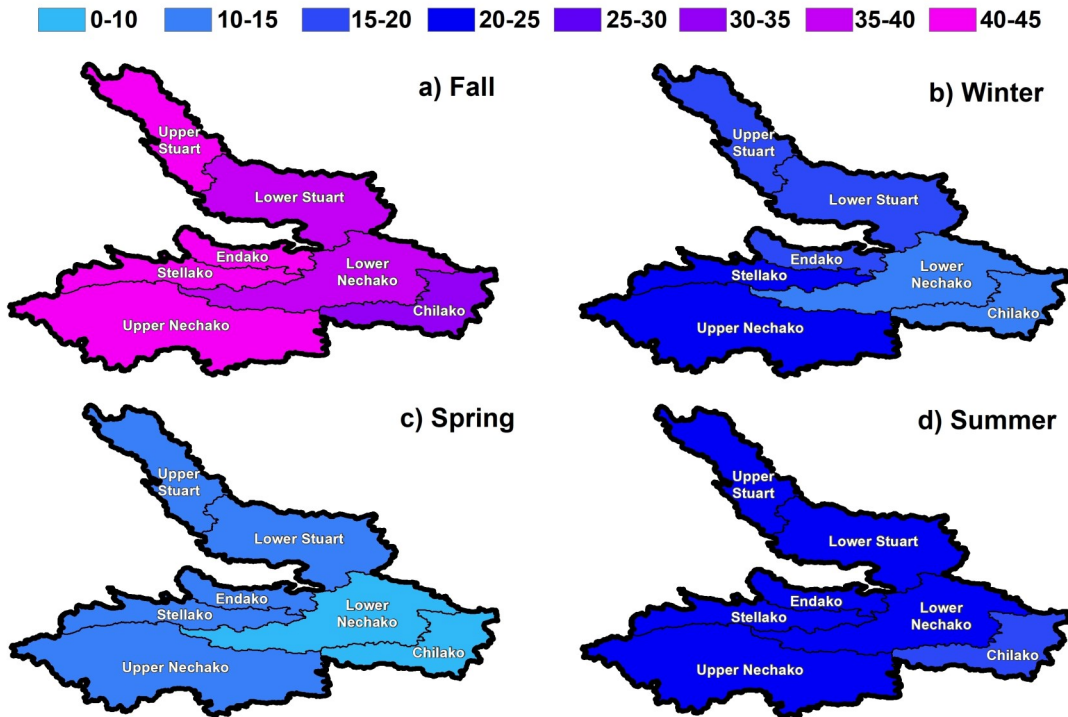 0-10 10-15 15-20 20-25 25-30 30-35 35-40 40-45
a) Fall
Upper
Stuart
Lower Stuart
Endako
Stellako
Lower
Nechako
Chilako
Upper Nechako
b) Winter
Upper
Stuart
Lower Stuart
Endako
Stellako
Lower
Nechako
Chilako
Upper Nechako
c) Spring
Upper
Stuart
Lower Stuart
Endako
Stellako
Lower
Nechako
Chilako
Upper Nechako
d) Summer
Upper
Stuart
Lower Stuart
Endako
Stellako
Lower
Nechako
Chilako
Upper Nechako